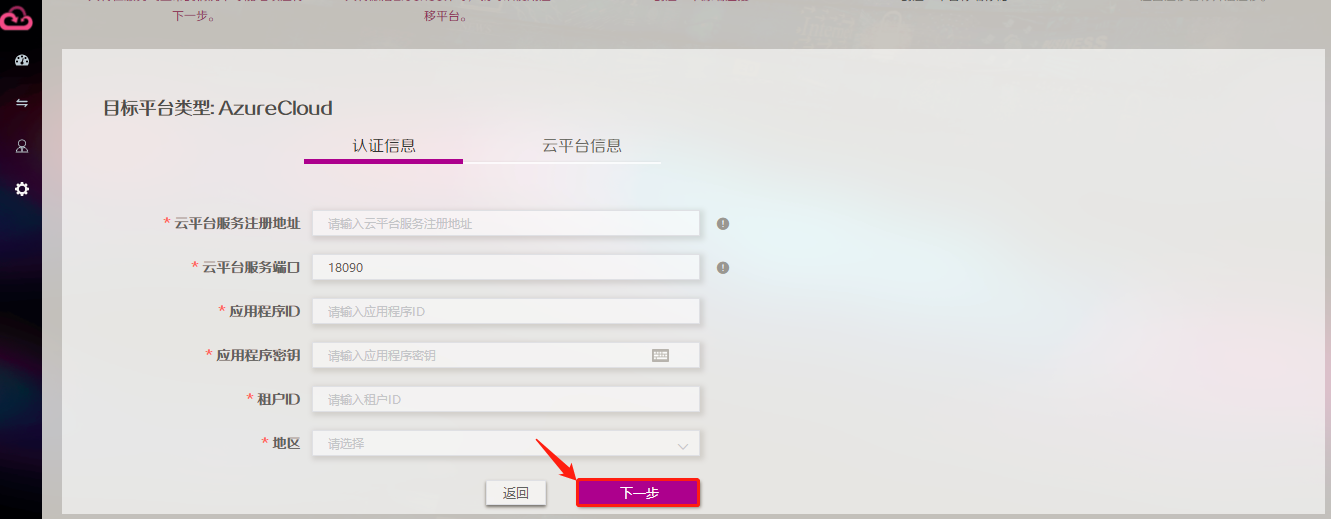 下一步。
移平台。
目标平台类型: AzureCloud
认证信息
云平台信息
* 云平台服务注册地址 请输入云平台服务注册地址
* 云平台服务端口 18090
* 应用程序ID 请输入应用程序ID
* 应用程序密钥 请输入应用程序密钥
* 租户ID 请输入租户ID
* 地区 请选择
返回
下一步